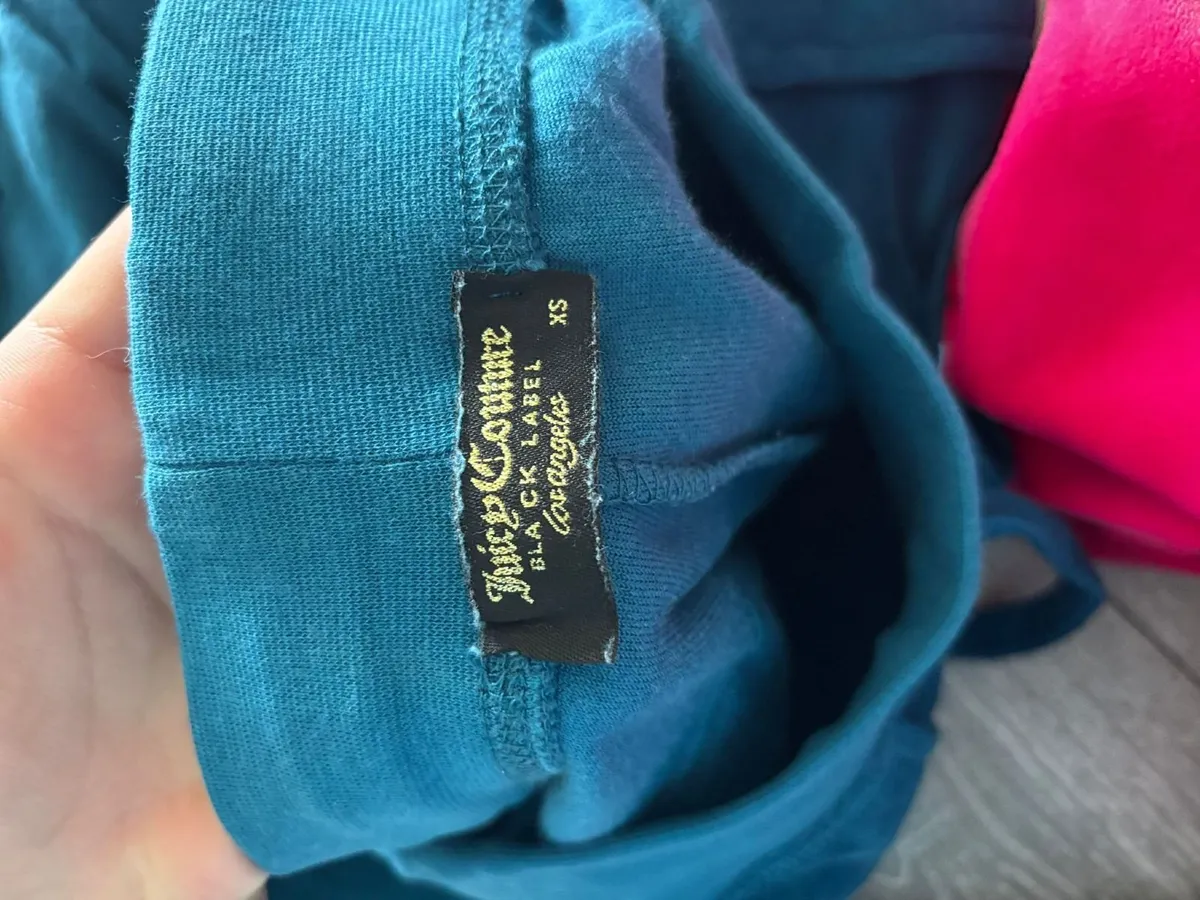 Juicy Couture
BLACK LABEL
Los Angeles
XS